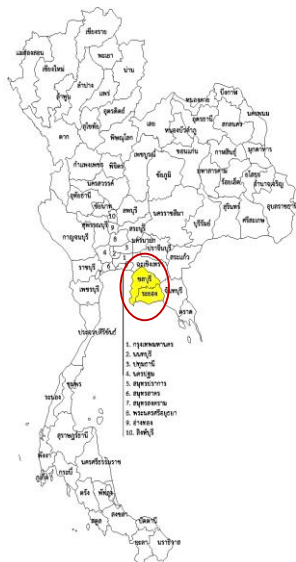 เชียงราย
แม่ฮ่องสอน
พะเยา
เชียงใหม่
น่าน
ลำปาง
ลำพูน
แพร่
อุตรดิตถ์
สุโขทัย
ตาก
พิษณุโลก
เลย
หนองคาย
บึงกาฬ
นครพนม
สกลนคร
อุดรธานี
หนองบัวลำภู
กำแพงเพชร
พิจิตร
เพชรบูรณ์
ขอนแก่น
กาฬสินธุ์
มุกดาหาร
มหาสารคาม
ร้อยเอ็ด
ยโสธร
อำนาจเจริญ
ชัยภูมิ
นครสวรรค์
อุทัยธานี
ชัยนาท
ลพบุรี
นครราชสีมา
บุรีรัมย์
สุรินทร์
ศรีสะเกษ
อุบลราชธานี
10
สุพรรณบุรี
9
สระบุรี
กาญจนบุรี
8
นครนายก
ปราจีนบุรี
สระแก้ว
4
2
3
1
ราชบุรี
6
ฉะเชิงเทรา
ชลบุรี
ระยอง
จันทบุรี
ตราด
เพชรบุรี
ประจวบคีรีขันธ์
1. กรุงเทพมหานคร
2. นนทบุรี
3. ปทุมธานี
4. นครปฐม
5. สมุทรปราการ
6. สมุทรสาคร
7. สมุทรสงคราม
8. พระนครศรีอยุธยา
9. อ่างทอง
10. สิงห์บุรี
ชุมพร
ระนอง
สุราษฎร์ธานี
พังงา
นครศรีธรรมราช
กระบี่
ภูเก็ต
ตรัง
พัทลุง
สตูล
สงขลา
ปัตตานี
ยะลา
นราธิวาส